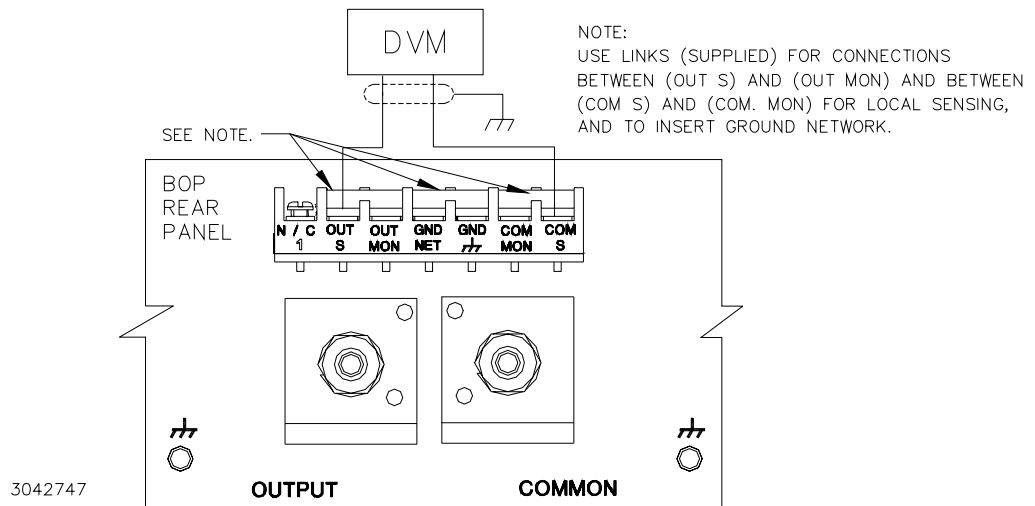 DVM
NOTE:
USE LINKS (SUPPLIED) FOR CONNECTIONS
BETWEEN (OUT S) AND (OUT MON) AND BETWEEN
(COM S) AND (COM. MON) FOR LOCAL SENSING,
AND TO INSERT GROUND NETWORK.
SEE NOTE.
BOP
REAR
PANEL
N / C
1
OUT
S
OUT
MON
GND
NET
GND
COM
MON
COM
S
OUTPUT
COMMON
3042747